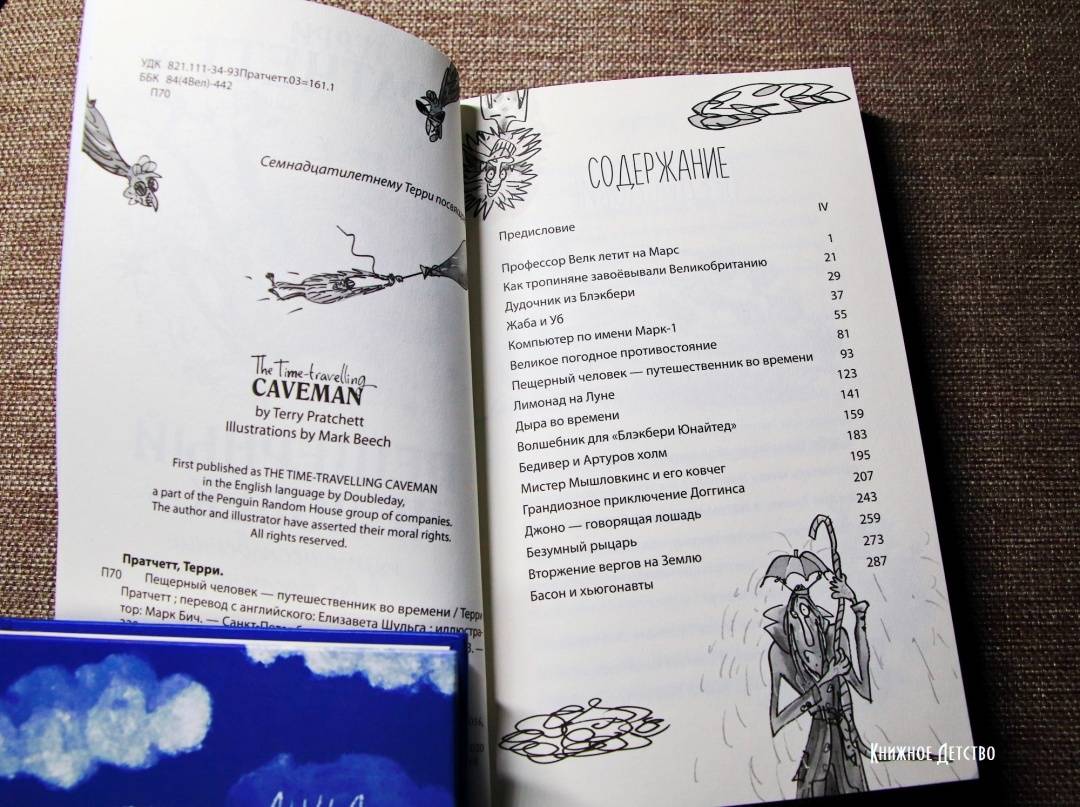 УДК 821.111-34-93Пратчетт.03=161.1
ББК 84(4Вел)-442
П70
Семнадцатилетнему Терри
The Time-travelling
CAVEMAN
by Terry Pratchett
Illustrations by Mark Beech
First published as THE TIME-TRAVELLING CAVEMAN
in the English language by Doubleday,
a part of the Penguin Random House group of companies.
The author and illustrator have asserted their moral rights.
All rights reserved.
Пратчетт, Терри.
П70 Пещерный человек — путешественник во времени / Терри
Пратчетт ; перевод с английского: Елизавета Шульга ; иллюстра-
тор: Марк Бич. —
СОДЕРЖАНИЕ
Предисловие IV
Профессор Велк летит на Марс 1
Как тропиняне завоёвывали Великобританию 21
Дудочник из Блэкбери 29
Жаба и Уб 37
Компьютер по имени Марк-1 55
Великое погодное противостояние 81
Пещерный человек — путешественник во времени 93
Лимонад на Луне 123
Дыра во времени 141
Волшебник для «Блэкбери Юнайтед» 159
Бедивер и Артуров холм 183
Мистер Мышловкинс и его ковчег 195
Грандиозное приключение Доггинса 207
Джоно — говорящая лошадь 243
Безумный рыцарь 259
Вторжение вергов на Землю 273
Басон и хьюгонавты 287
Книжное Детство